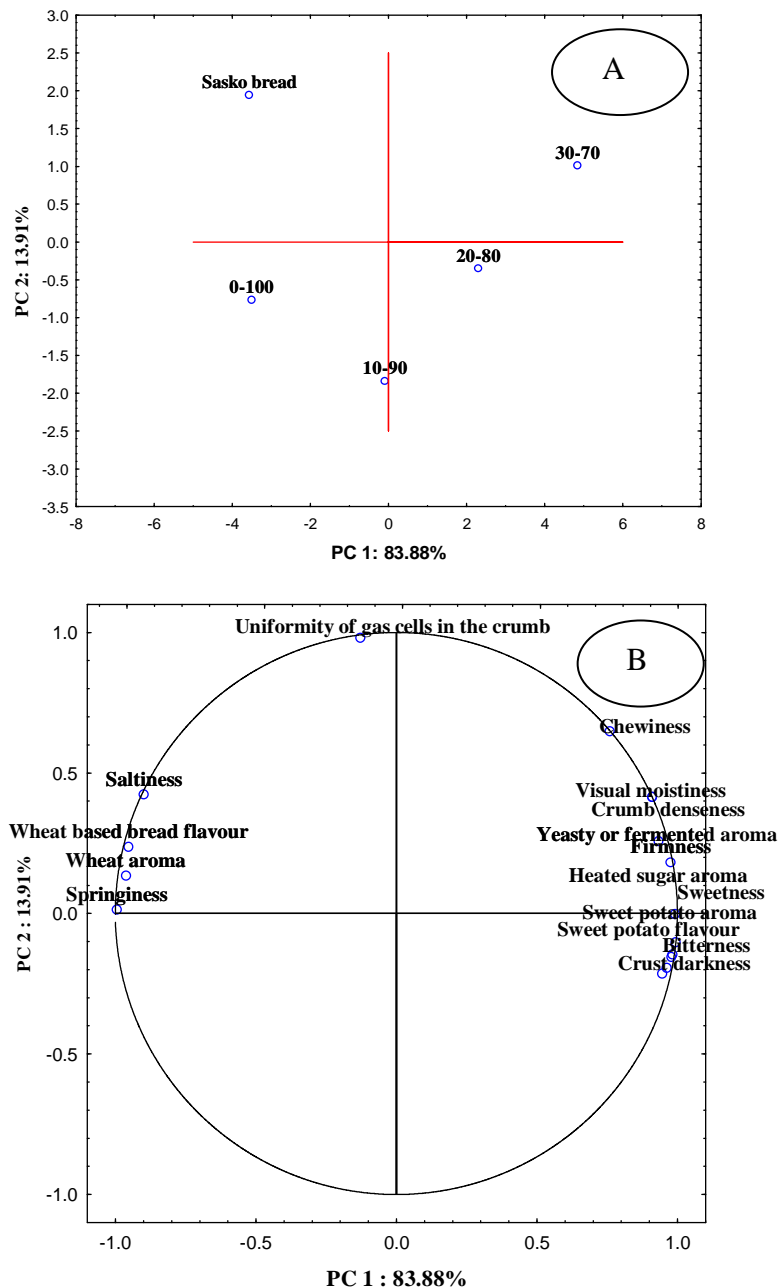 3.0
2.5
2.0
1.5
1.0
0.5
0.0
-0.5
-1.0
-1.5
-2.0
-2.5
-3.0
-3.5
PC 2: 13.91%
A
Sasko bread
30-70
20-80
0-100
10-90
-8 -6 -4 -2 0 2 4 6 8
PC 1: 83.88%
1.0
0.5
0.0
-0.5
-1.0
PC 2 : 13.91%
B
Uniformity of gas cells in the crumb
Chewiness
Saltiness
Visual moistiness
Crumb denseness
Wheat based bread flavour
Yeasty or fermented aroma
Firmness
Wheat aroma
Heated sugar aroma
Springiness
Sweetness
Sweet potato aroma
Sweet potato flavour
Bitterness
Crust darkness
-1.0 -0.5 0.0 0.5 1.0
PC 1 : 83.88%